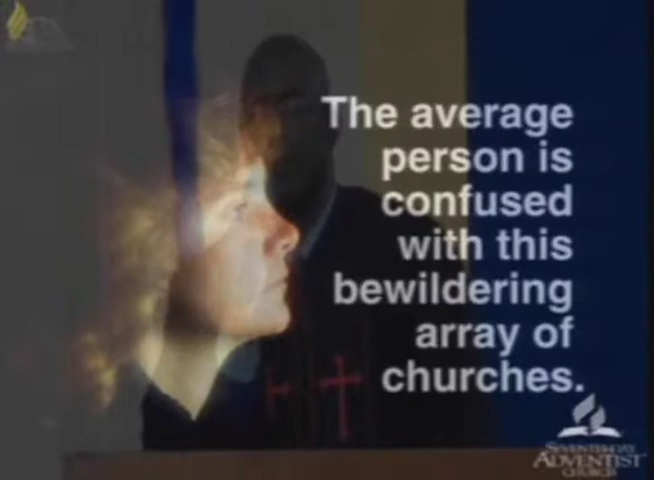 The average
person is
confused
with this
bewildering
array of
churches.
SEVENTH-DAY
ADVENTIST
CHURCH